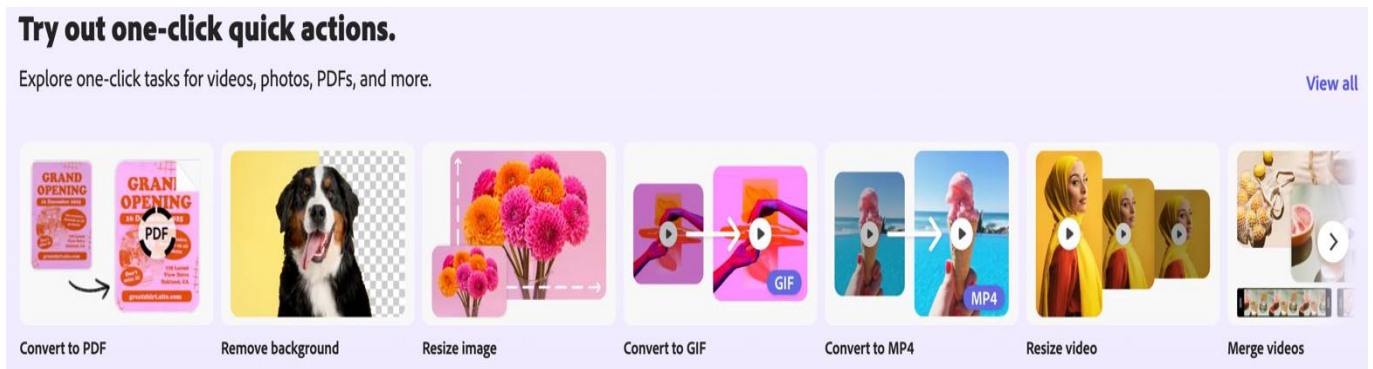 Try out one-click quick actions.
Explore one-click tasks for videos, photos, PDFs, and more.
View all
GRAND
OPENING
GRAN
OPENING
PDF
GIF
MP4
Convert to PDF
Remove background
Resize image
Convert to GIF
Convert to MP4
Resize video
Merge videos